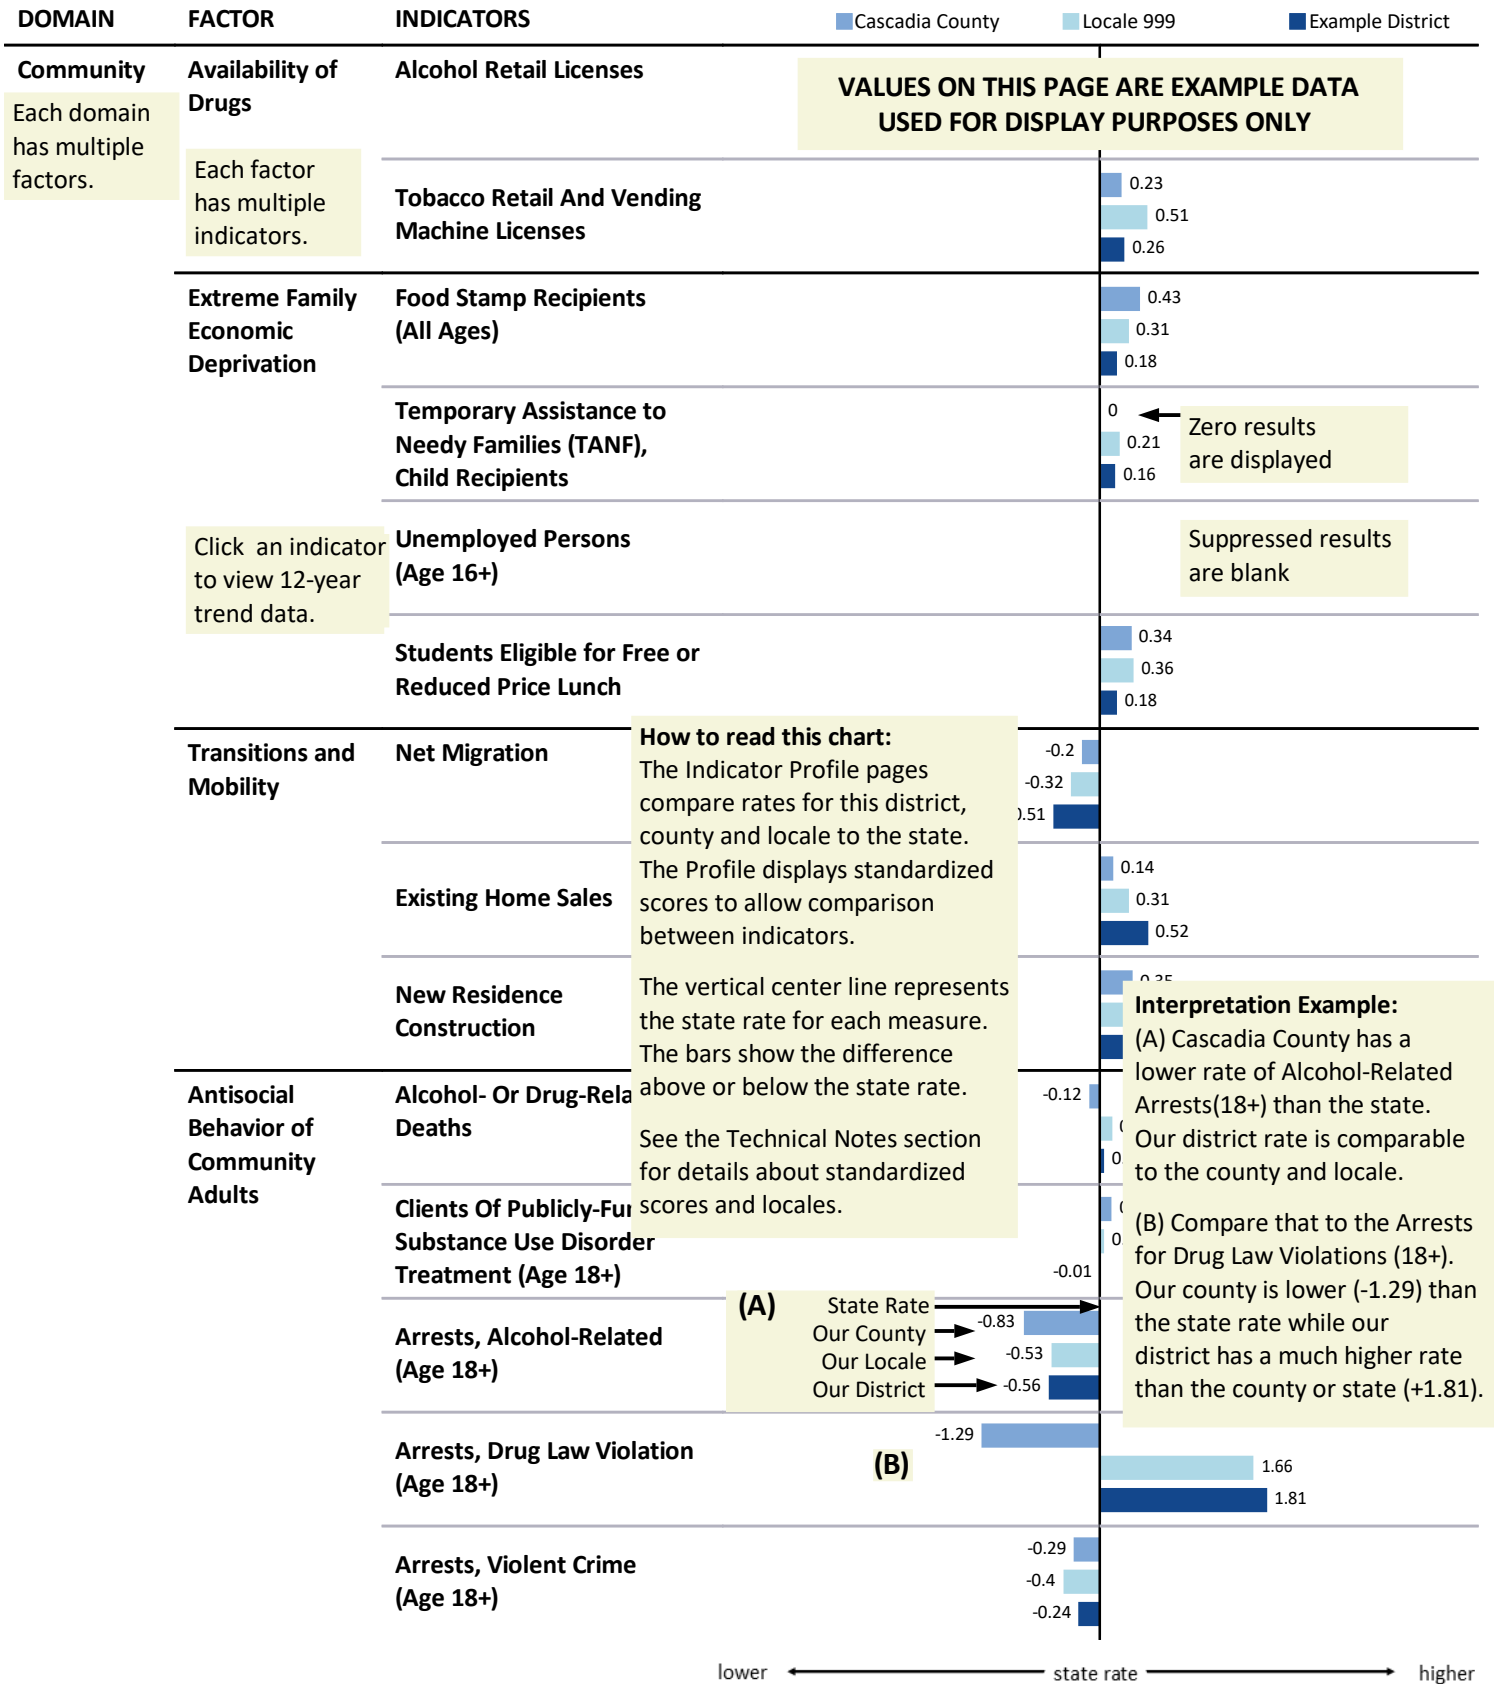 DOMAIN FACTOR INDICATORS Cascadia County Locale 999 Example District
Community
Each domain
has multiple
factors.
Availability of
Drugs
Each factor
has multiple
indicators.
Alcohol Retail Licenses
VALUES ON THIS PAGE ARE EXAMPLE DATA
USED FOR DISPLAY PURPOSES ONLY
Tobacco Retail And Vending
Machine Licenses
0.23
0.51
0.26
Extreme Family
Economic
Deprivation
Food Stamp Recipients
(All Ages)
0.43
0.31
0.18
Temporary Assistance to
Needy Families (TANF),
Child Recipients
0
0.21
0.16
Zero results
are displayed
Click  an indicator
to view 12-year
trend data.
Unemployed Persons
(Age 16+)
Suppressed results
are blank
Students Eligible for Free or
Reduced Price Lunch
0.34
0.36
0.18
Transitions and
Mobility
Net Migration
-0.2
-0.32
.51
How to read this chart:
The Indicator Profile pages
compare rates for this district,
county and locale to the state.
The Profile displays standardized
scores to allow comparison
between indicators.
The vertical center line represents
the state rate for each measure.
The bars show the difference
above or below the state rate.
See the Technical Notes section
for details about standardized
scores and locales.
Existing Home Sales
0.14
0.31
0.52
New Residence
Construction
Interpretation Example:
(A) Cascadia County has a
lower rate of Alcohol-Related
Arrests(18+) than the state.
Our district rate is comparable
to the county and locale.
(B) Compare that to the Arrests
for Drug Law Violations (18+).
Our county is lower (-1.29) than
the state rate while our
district has a much higher rate
than the county or state (+1.81).
Antisocial
Behavior of
Community
Adults
Alcohol- Or Drug-Rela
Deaths
-0.12
0.
Clients Of Publicly-Fu
Substance Use Disorder
Treatment (Age 18+)
0.
-0.01
Arrests, Alcohol-Related
(Age 18+)
(A)
State Rate
Our County
Our Locale
Our District
-0.83
-0.53
-0.56
Arrests, Drug Law Violation
(Age 18+)
(B)
-1.29
1.66
1.81
Arrests, Violent Crime
(Age 18+)
-0.29
-0.4
-0.24
lower state rate higher